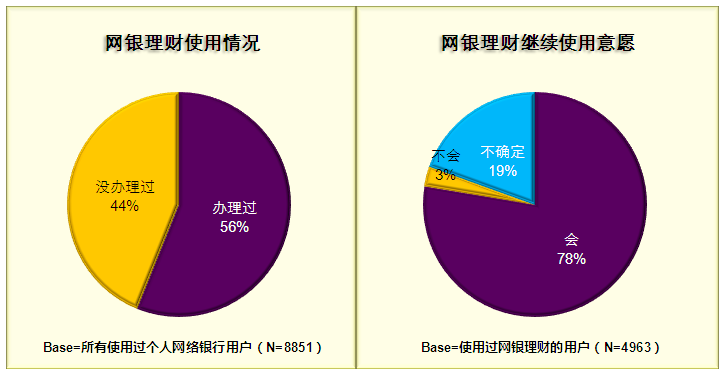 网银理财使用情况
没办理过
44%
办理过
56%
Base=所有使用过个人网络银行用户（N=8851）
网银理财继续使用意愿
不会
3%
不确定
19%
会
78%
Base=使用过网银理财的用户（N=4963）